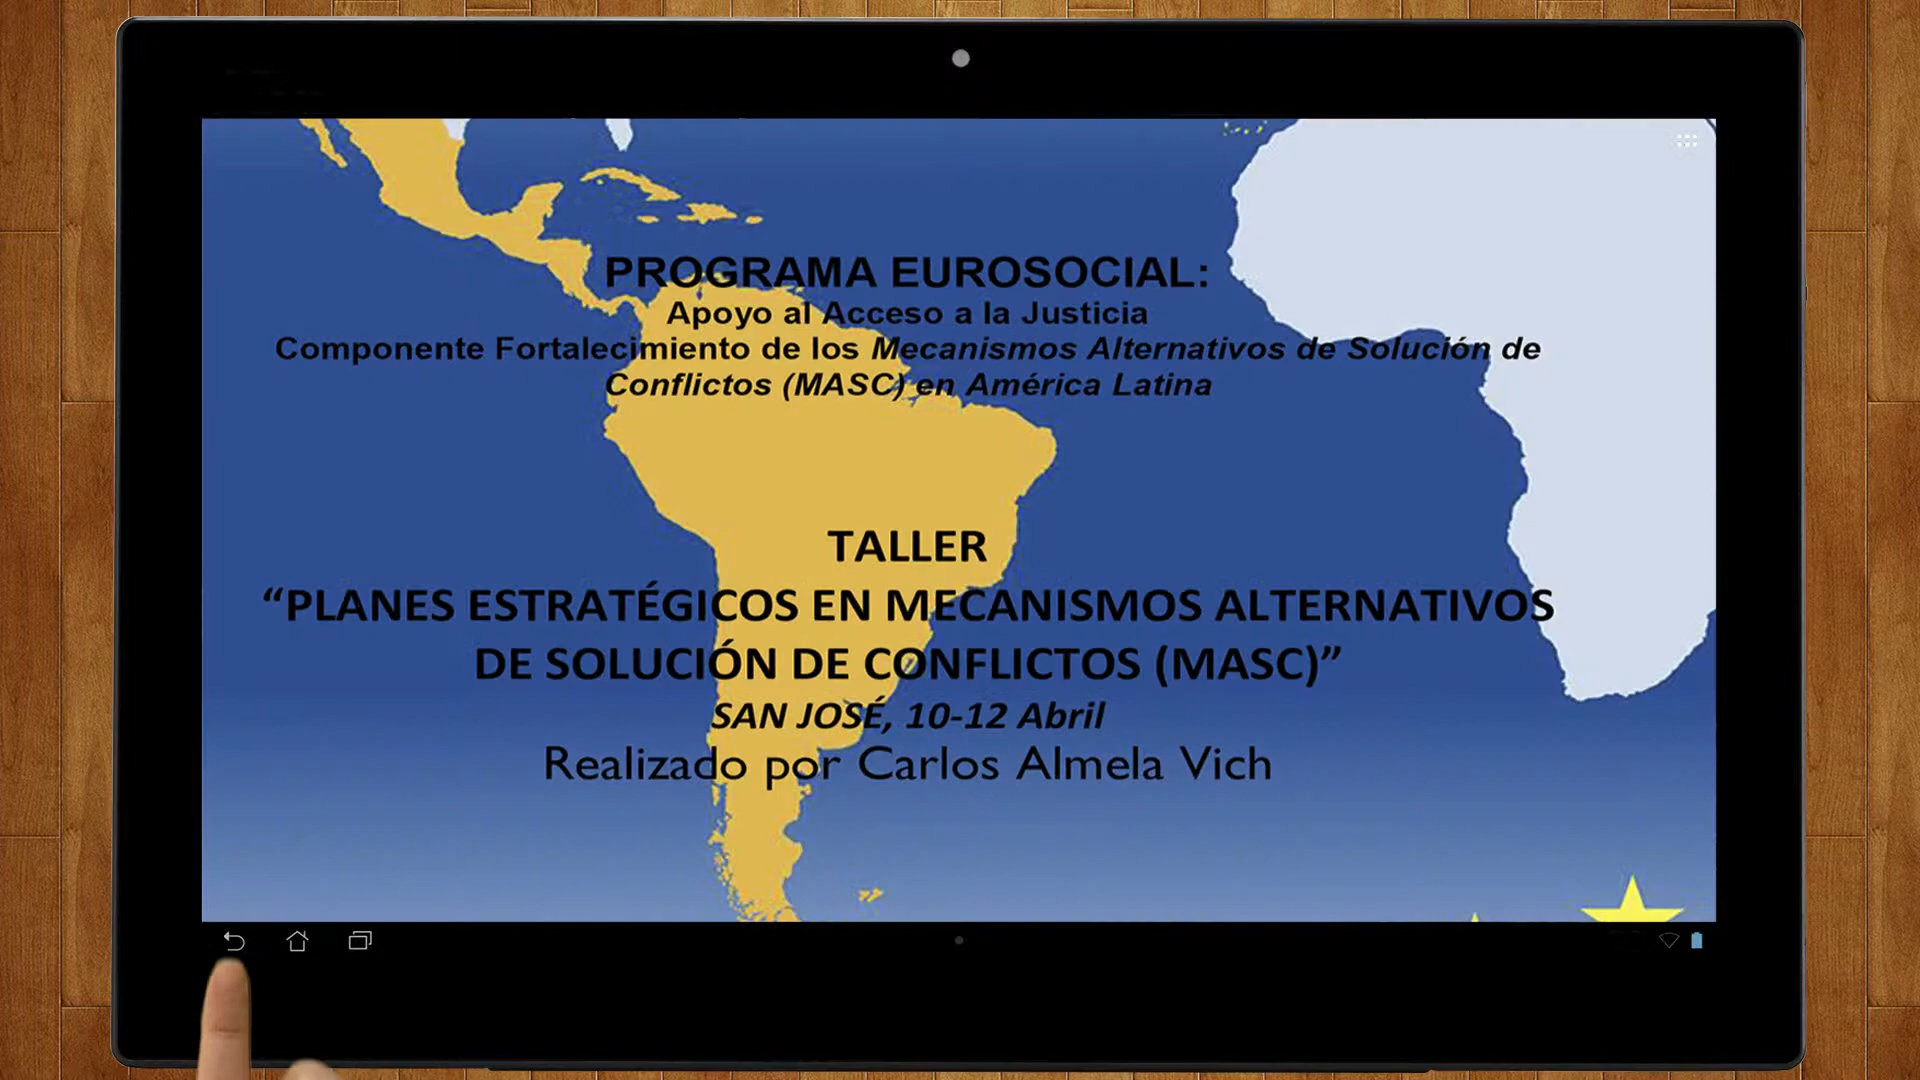 PROGRAMA EUROSOCIAL:
Apoyo al Acceso a la Justicia
Componente Fortalecimiento de los Mecanismos Alternativos de Solución de
Conflictos (MASC) en América Latina
TALLER
“PLANES ESTRATÉGICOS EN MECANISMOS ALTERNATIVOS
DE SOLUCIÓN DE CONFLICTOS (MASC)”
SAN JOSÉ, 10-12 Abril
Realizado por Carlos Almela Vich